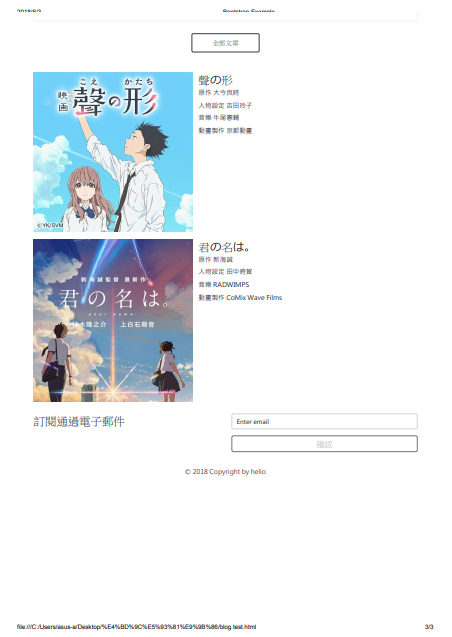 2018/6/3 Bootstrap Example
全部文章
こえ かたち
映画 聲の形
©YK/SVM
聲の形
原作 大今良時
人物設定 吉田玲子
音樂 牛尾憲輔
動畫製作 京都動畫
新海誠監督 最新作
君の名は。
your name.
神木隆之介 上白石萌音
君の名は。
原作 新海誠
人物設定 田中將賀
音樂 RADWIMPS
動畫製作 CoMix Wave Films
訂閱通過電子郵件
Enter email
確認
© 2018 Copyright by helio
file:///C:/Users/asus-a/Desktop/%E4%BD%9C%E5%93%81%E9%9B%86/blog.test.html 3/3